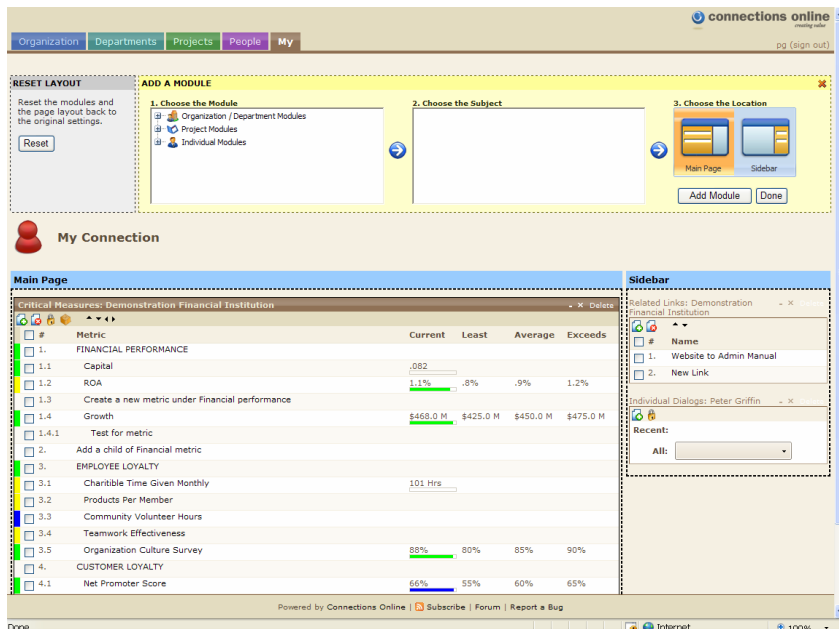 connections online
creating value
Organization Departments Projects People My
pg (sign out)
RESET LAYOUT
Reset the modules and
the page layout back to
the original settings.
Reset
ADD A MODULE
1. Choose the Module
Organization / Department Modules
Project Modules
Individual Modules
2. Choose the Subject
3. Choose the Location
Main Page Sidebar
Add Module Done
My Connection
Main Page
Critical Measures: Demonstration Financial Institution - × Delete
# Metric Current Least Average Exceeds
1. FINANCIAL PERFORMANCE
1.1 Capital .082
1.2 ROA 1.1% .8% .9% 1.2%
1.3 Create a new metric under Financial performance
1.4 Growth $468.0 M $425.0 M $450.0 M $475.0 M
1.4.1 Test for metric
2. Add a child of Financial metric
3. EMPLOYEE LOYALTY
3.1 Charitible Time Given Monthly 101 Hrs
3.2 Products Per Member
3.3 Community Volunteer Hours
3.4 Teamwork Effectiveness
3.5 Organization Culture Survey 88% 80% 85% 90%
4. CUSTOMER LOYALTY
4.1 Net Promoter Score 66% 55% 60% 65%
Sidebar
Related Links: Demonstration - ×
Financial Institution
# Name
1. Website to Admin Manual
2. New Link
Individual Dialogs: Peter Griffin - ×
Recent:
All:
Powered by Connections Online | Subscribe | Forum | Report a Bug
Done
Internet
100%